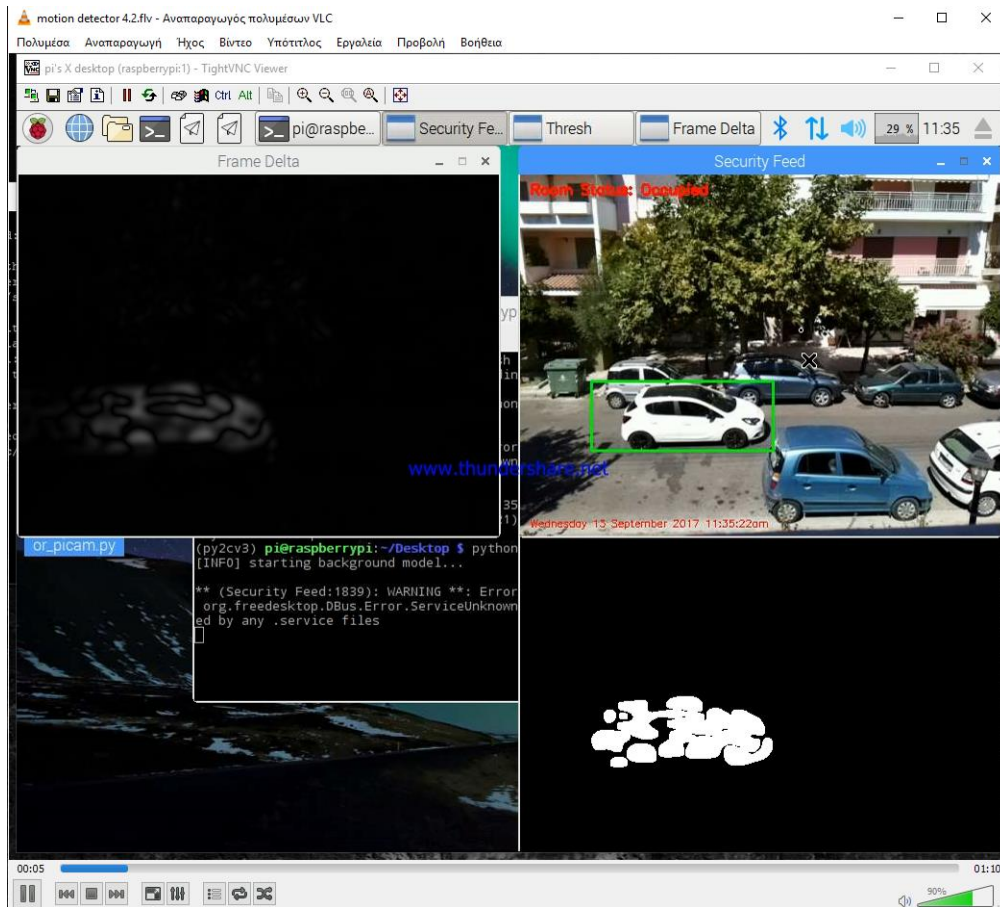 motion detector 4.2.flv - Αναπαραγωγός πολυμέσων VLC
Πολυμέσα Αναπαραγωγή Ήχος Βίντεο Υπότιτλος Εργαλεία Προβολή Βοήθεια
pi's X desktop (raspberrypi:1) - TightVNC Viewer
Ctrl Alt
pi@raspbe... Security Fe... Thresh Frame Delta 29 % 11:35
Frame Delta
Security Feed
Room Status: Occupied
www.thundershare.net
Wednesday 13 September 2017 11:35:22am
or_picam.py
(py2cv3) pi@raspberrypi:~/Desktop $ python
[INFO] starting background model...
** (Security Feed:1839): WARNING **: Error
org.freedesktop.DBus.Error.ServiceUnknown
ed by any .service files
00:05
01:10
90%